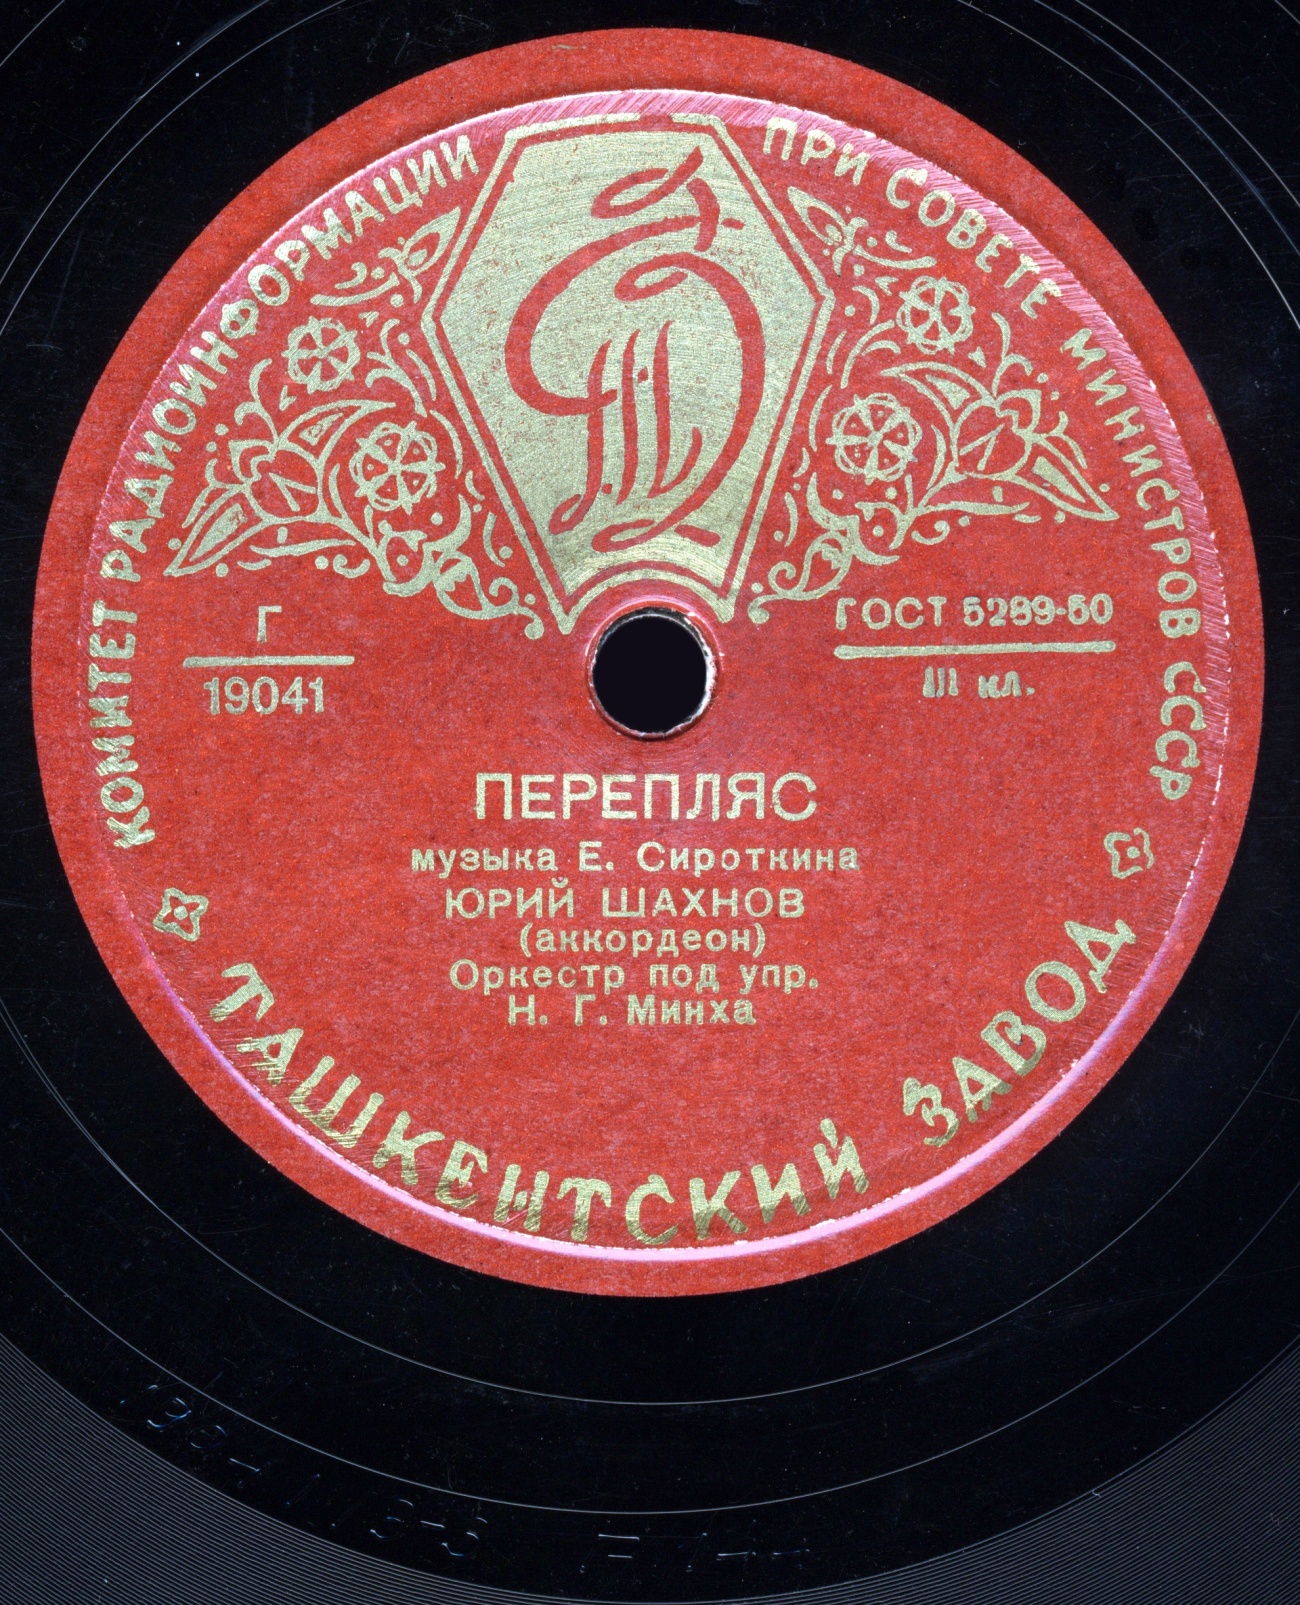 КОМИТЕТ РАДИОИНФОРМАЦИИ ПРИ СОВЕТЕ МИНИСТРОВ СССР
Г
19041
ГОСТ 5289-50
III кл.
ПЕРЕПЛЯС
музыка Е. Сироткина
ЮРИЙ ШАХНОВ
(аккордеон)
Оркестр под упр.
Н. Г. Минха
ТАШКЕНТСКИЙ ЗАВОД